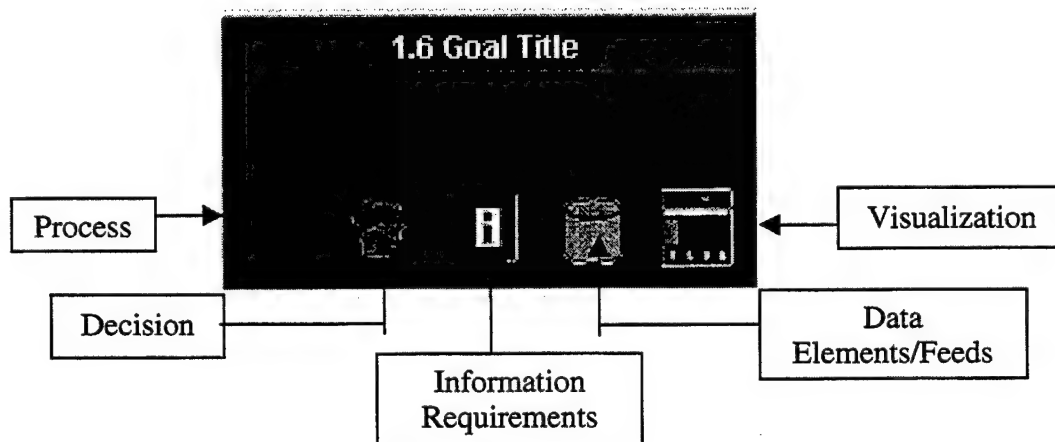 1.6 Goal Title
i
Process
Visualization
Decision
Data
Elements/Feeds
Information
Requirements